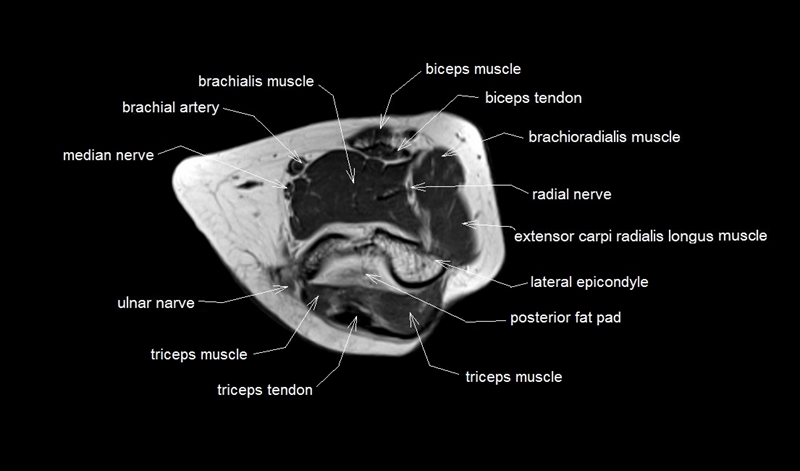 biceps muscle
brachialis muscle
biceps tendon
brachial artery
brachioradialis muscle
median nerve
radial nerve
extensor carpi radialis longus muscle
lateral epicondyle
ulnar narve
posterior fat pad
triceps muscle
triceps muscle
triceps tendon